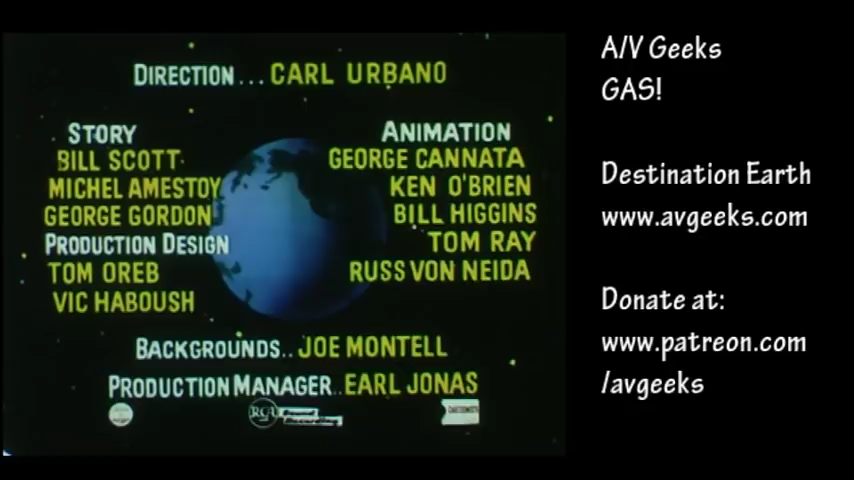 DIRECTION... CARL URBANO
STORY
BILL SCOTT
MICHEL AMESTOY
GEORGE GORDON
PRODUCTION DESIGN
TOM OREB
VIC HABOUSH
ANIMATION
GEORGE CANNATA
KEN O'BRIEN
BILL HIGGINS
TOM RAY
RUSS VON NEIDA
BACKGROUNDS.. JOE MONTELL
PRODUCTION MANAGER.. EARL JONAS
RCA
A/V Geeks
GAS!
Destination Earth
www.avgeeks.com
Donate at:
www.patreon.com
/avgeeks